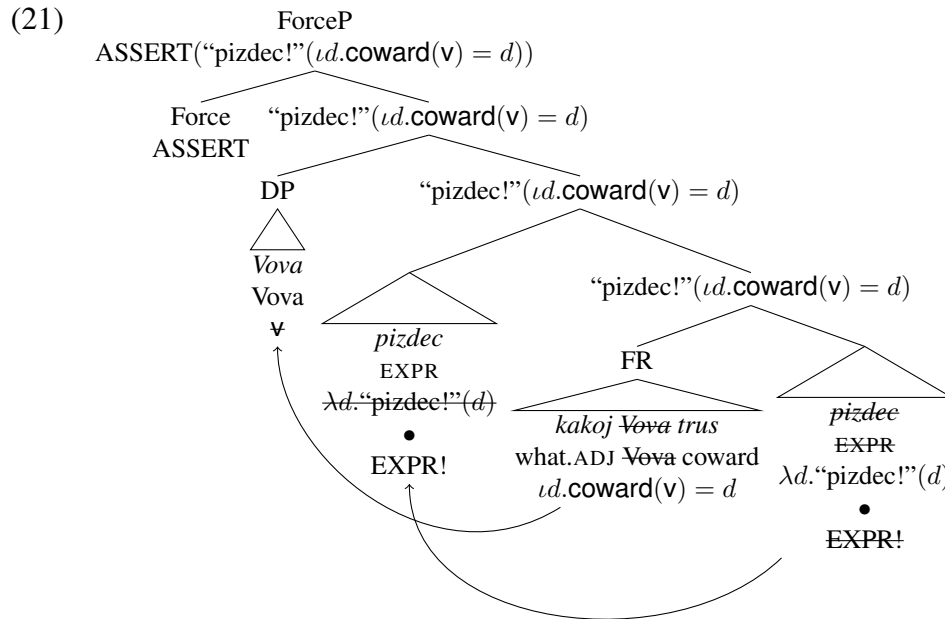 (21)
ForceP
ASSERT(“pizdec!”(ιd.coward(v) = d))
Force
ASSERT
“pizdec!”(ιd.coward(v) = d)
DP
Vova
Vova
v
“pizdec!”(ιd.coward(v) = d)
pizdec
EXPR
λd.“pizdec!”(d)
•
EXPR!
“pizdec!”(ιd.coward(v) = d)
FR
kakoj Vova trus
what.ADJ Vova coward
ιd.coward(v) = d
pizdec
EXPR
λd.“pizdec!”(d)
•
EXPR!